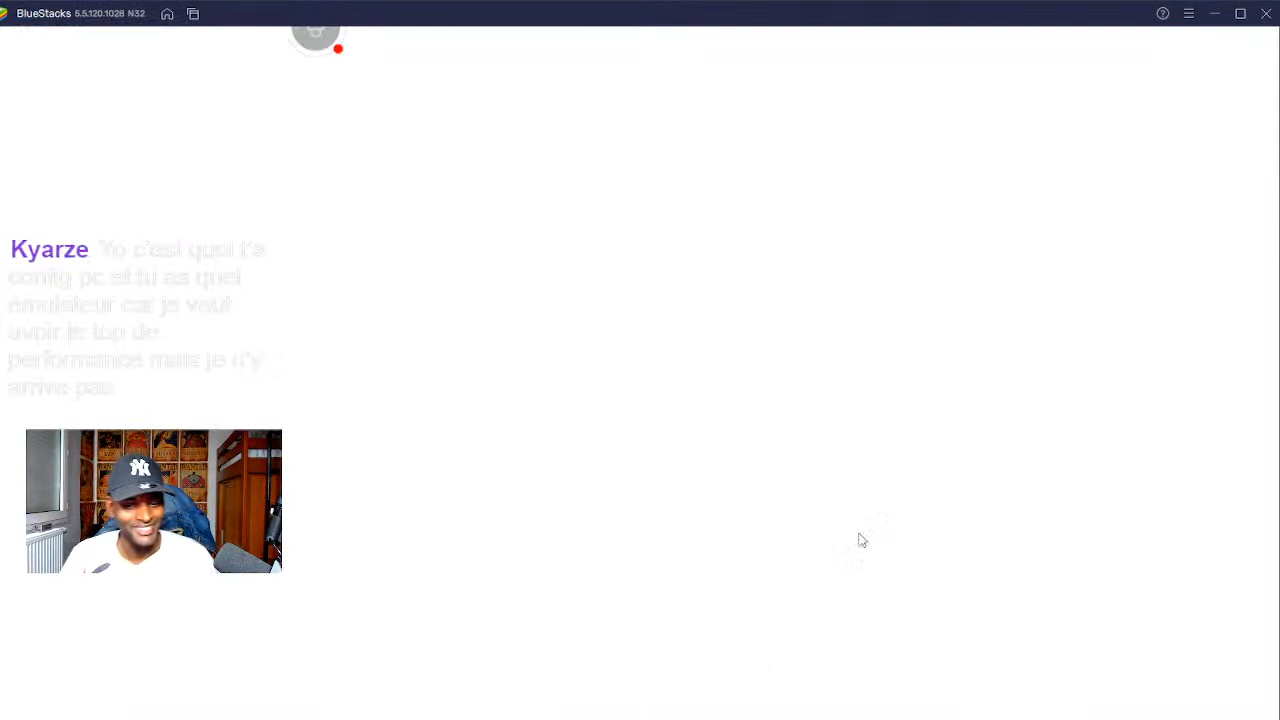 BlueStacks 5.5.120.1028 N32
Kyarze Yo c'est quoi t'a
config pc et tu as quel
émulateur car je veut
avoir le top de
performance mais je n'y
arrive pas
NY